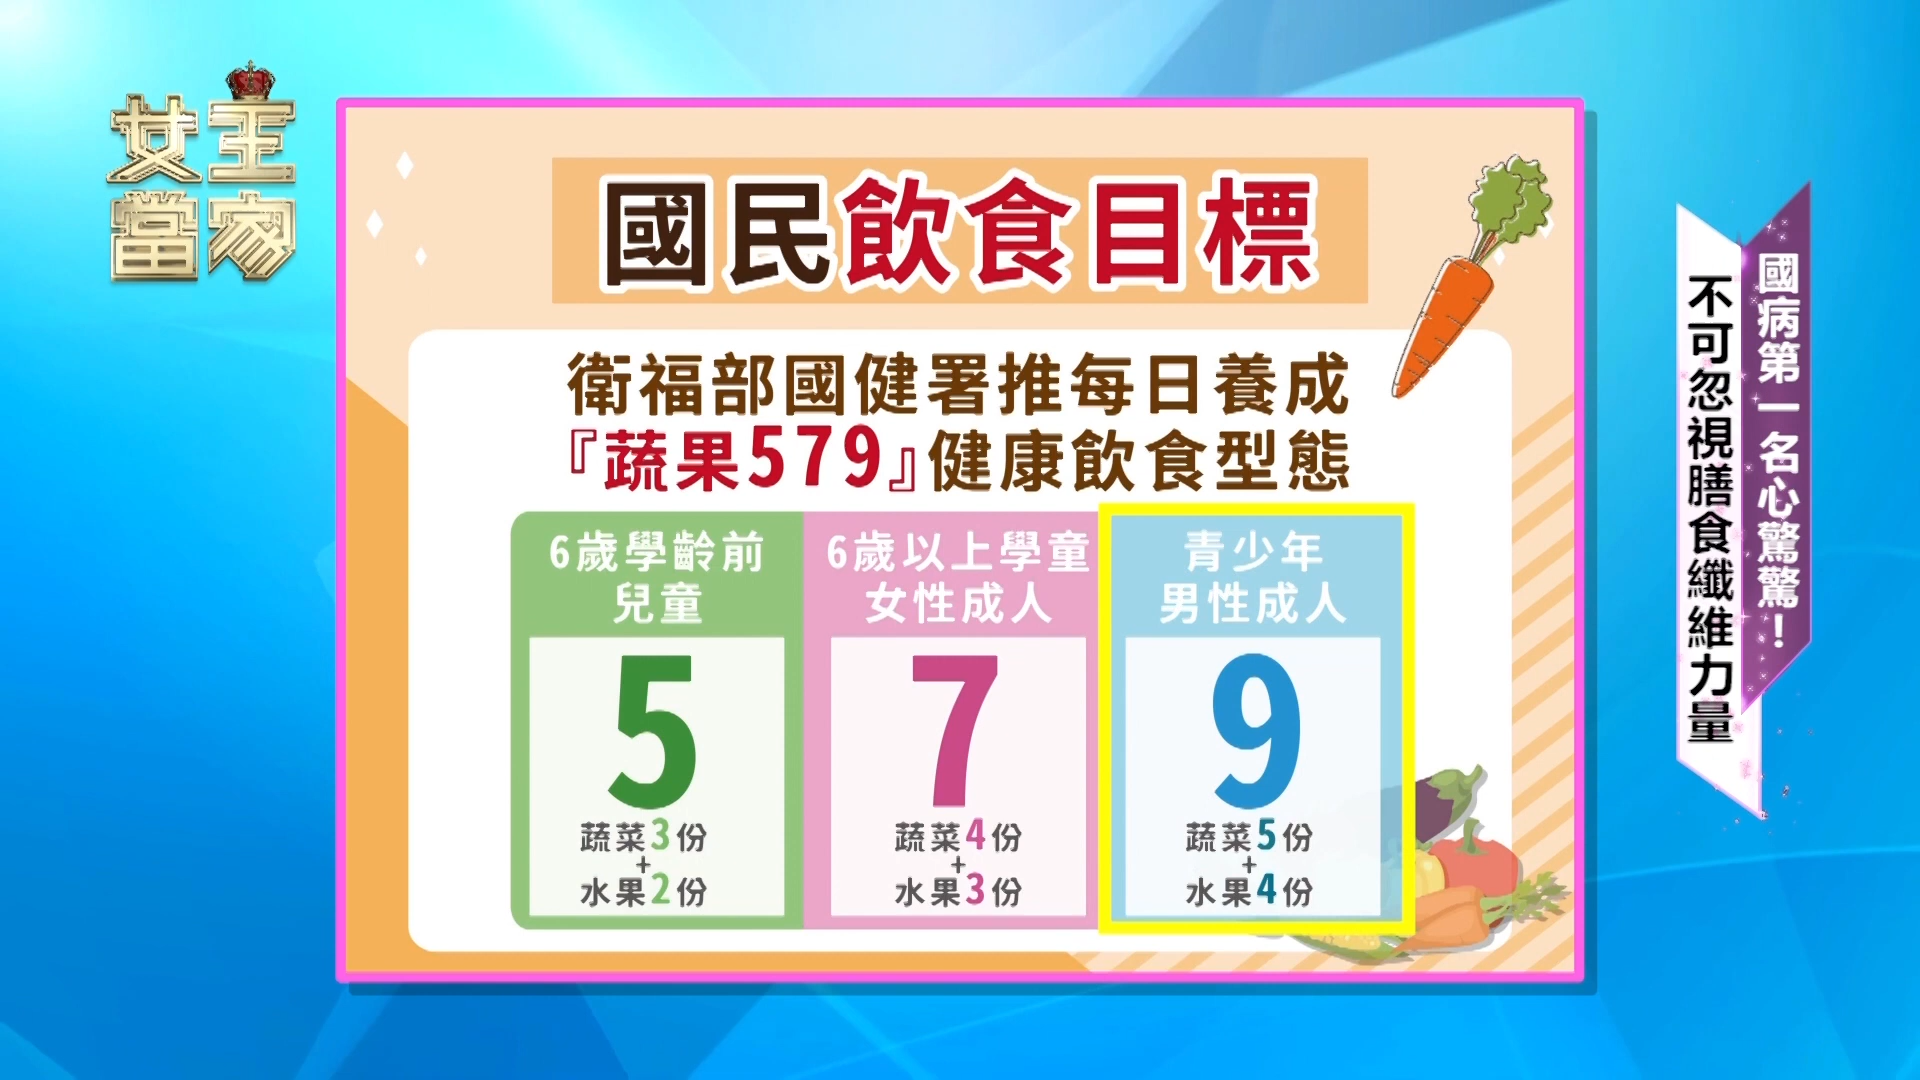 女王
當家
國民飲食目標
衛福部國健署推每日養成
『蔬果579』健康飲食型態
6歲學齡前
兒童
5
蔬菜3份
+
水果2份
6歲以上學童
女性成人
7
蔬菜4份
+
水果3份
青少年
男性成人
9
蔬菜5份
+
水果4份
國病第一名心驚驚!
不可忽視膳食纖維力量